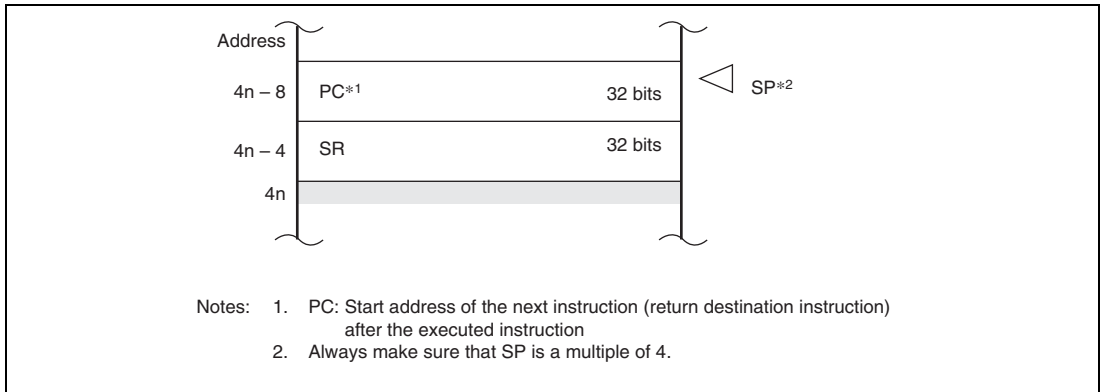 Address
4n – 8 PC*1 32 bits SP*2
4n – 4 SR 32 bits
4n
Notes: 1. PC: Start address of the next instruction (return destination instruction)
after the executed instruction
2. Always make sure that SP is a multiple of 4.